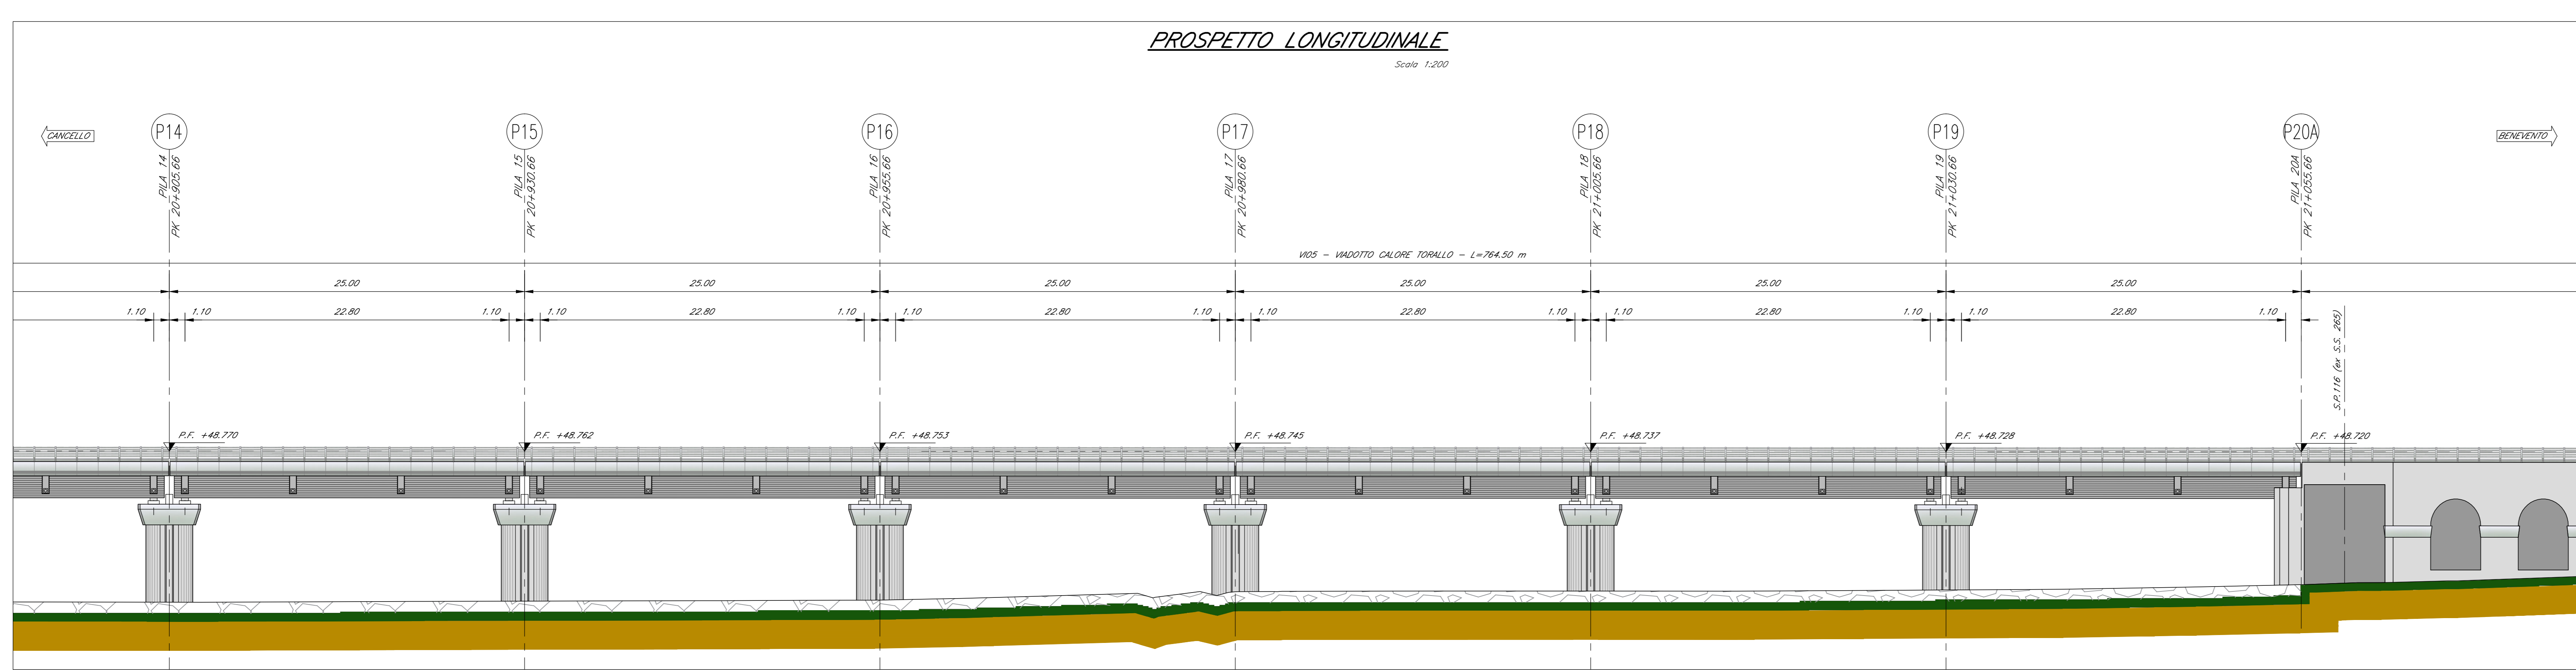 PROSPETTO LONGITUDINALE
Scala 1:200
CANCELLO
P14
P15
P16
P17
P18
P19
P20A
BENEVENTO
PILA 14
PK 20+905.66
PILA 15
PK 20+930.66
PILA 16
PK 20+955.66
PILA 17
PK 20+980.66
PILA 18
PK 21+005.66
PILA 19
PK 21+030.66
PILA 20A
PK 21+055.66
VI05 - VIADOTTO CALORE TORALLO - L=764.50 m
25.00
25.00
25.00
25.00
25.00
25.00
1.10
1.10
22.80
1.10
1.10
22.80
1.10
1.10
22.80
1.10
1.10
22.80
1.10
1.10
22.80
1.10
1.10
22.80
1.10
S.P.116 (ex S.S. 265)
P.F. +48.770
P.F. +48.762
P.F. +48.753
P.F. +48.745
P.F. +48.737
P.F. +48.728
P.F. +48.720